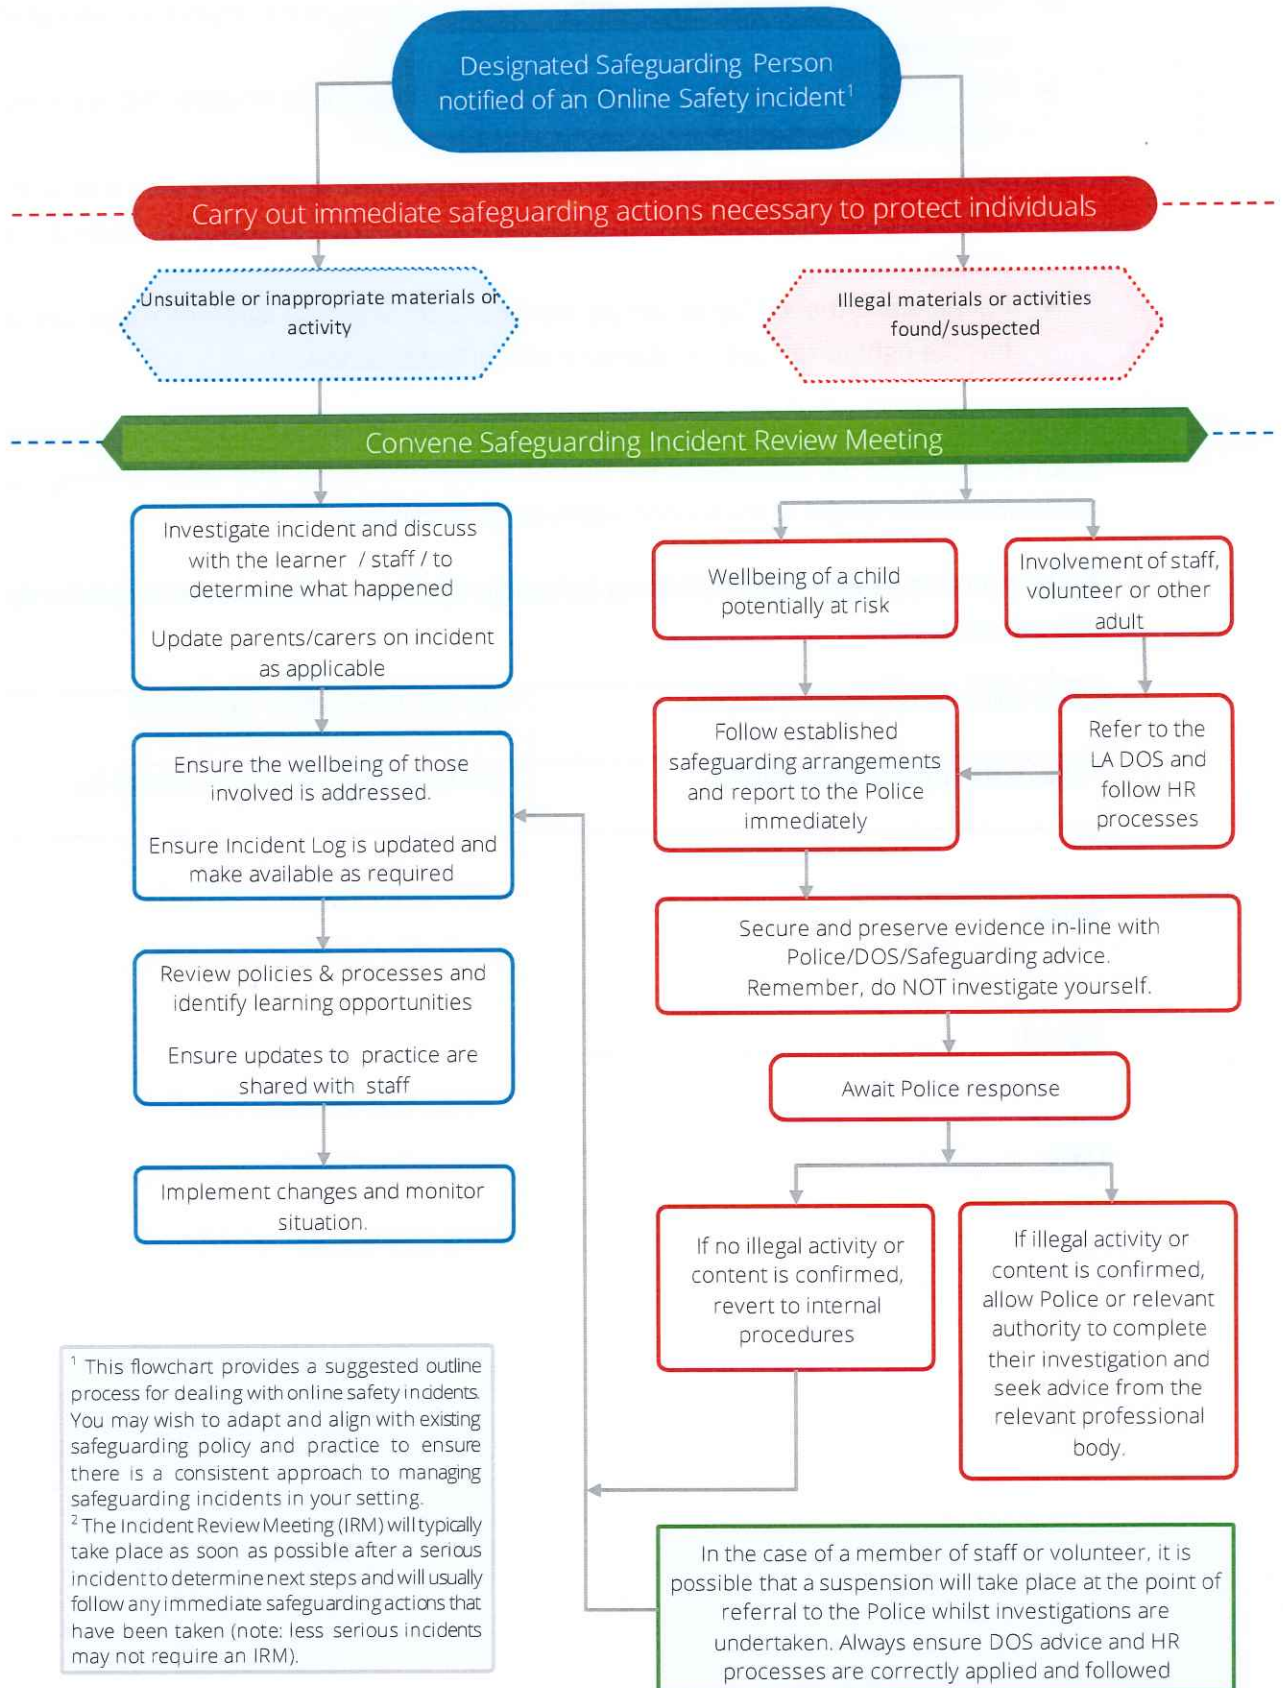 Designated Safeguarding Person
notified of an Online Safety incident¹
Carry out immediate safeguarding actions necessary to protect individuals
Unsuitable or inappropriate materials or
activity
Illegal materials or activities
found/suspected
Convene Safeguarding Incident Review Meeting
Investigate incident and discuss
with the learner / staff / to
determine what happened
Update parents/carers on incident
as applicable
Ensure the wellbeing of those
involved is addressed.
Ensure Incident Log is updated and
make available as required
Review policies & processes and
identify learning opportunities
Ensure updates to practice are
shared with staff
Implement changes and monitor
situation.
Wellbeing of a child
potentially at risk
Involvement of staff,
volunteer or other
adult
Follow established
safeguarding arrangements
and report to the Police
immediately
Refer to the
LA DOS and
follow HR
processes
Secure and preserve evidence in-line with
Police/DOS/Safeguarding advice.
Remember, do NOT investigate yourself.
Await Police response
If no illegal activity or
content is confirmed,
revert to internal
procedures
If illegal activity or
content is confirmed,
allow Police or relevant
authority to complete
their investigation and
seek advice from the
relevant professional
body.
¹ This flowchart provides a suggested outline
process for dealing with online safety incidents.
You may wish to adapt and align with existing
safeguarding policy and practice to ensure
there is a consistent approach to managing
safeguarding incidents in your setting.
² The Incident Review Meeting (IRM) will typically
take place as soon as possible after a serious
incident to determine next steps and will usually
follow any immediate safeguarding actions that
have been taken (note: less serious incidents
may not require an IRM).
In the case of a member of staff or volunteer, it is
possible that a suspension will take place at the point of
referral to the Police whilst investigations are
undertaken. Always ensure DOS advice and HR
processes are correctly applied and followed